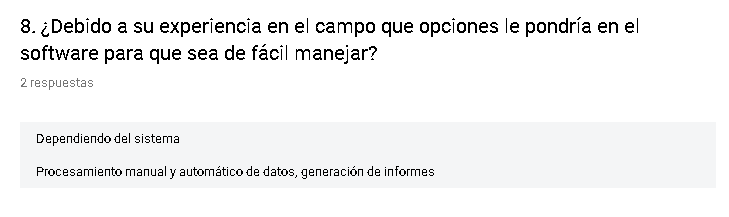 8. ¿Debido a su experiencia en el campo que opciones le pondría en el
software para que sea de fácil manejar?
2 respuestas
Dependiendo del sistema
Procesamiento manual y automático de datos, generación de informes